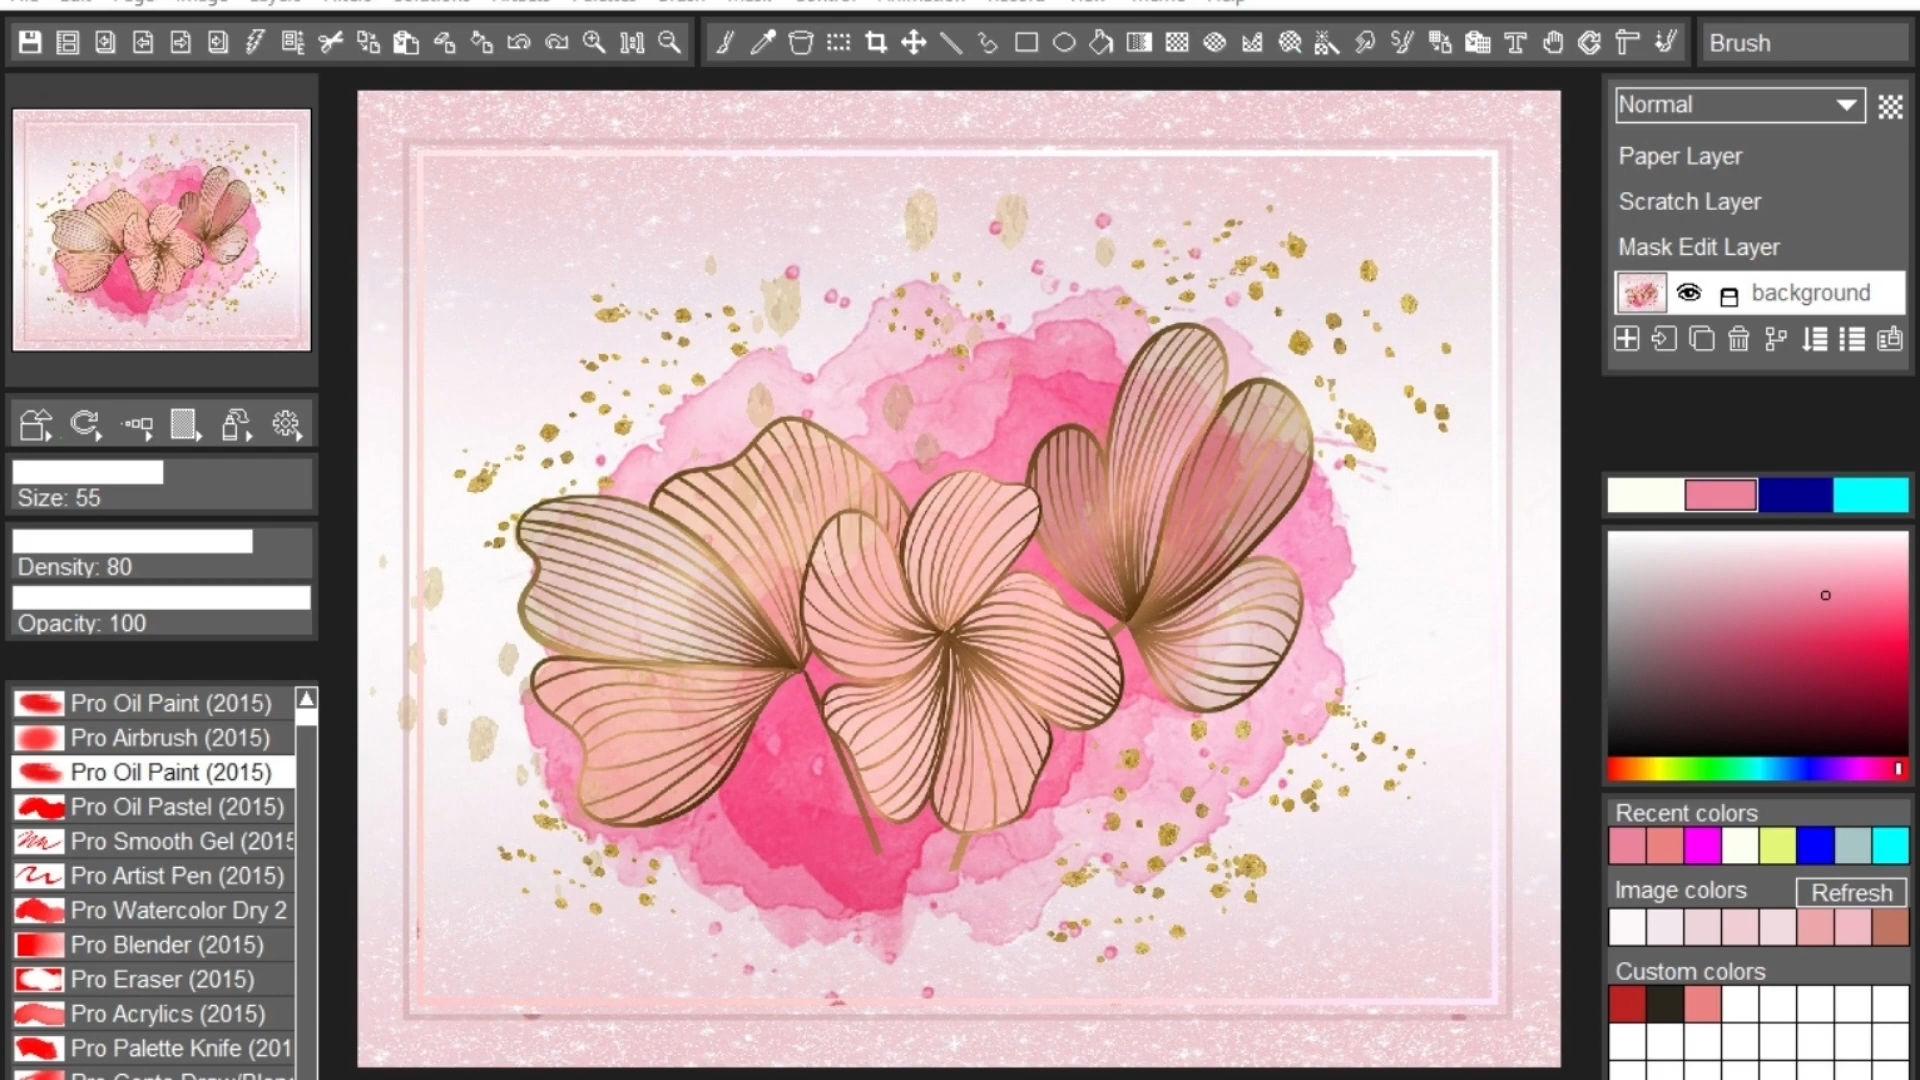 Brush
Normal
Paper Layer
Scratch Layer
Mask Edit Layer
background
Size: 55
Density: 80
Opacity: 100
Pro Oil Paint (2015)
Pro Airbrush (2015)
Pro Oil Paint (2015)
Pro Oil Pastel (2015)
Pro Smooth Gel (2015
Pro Artist Pen (2015)
Pro Watercolor Dry 2
Pro Blender (2015)
Pro Eraser (2015)
Pro Acrylics (2015)
Pro Palette Knife (201
Recent colors
Image colors
Refresh
Custom colors